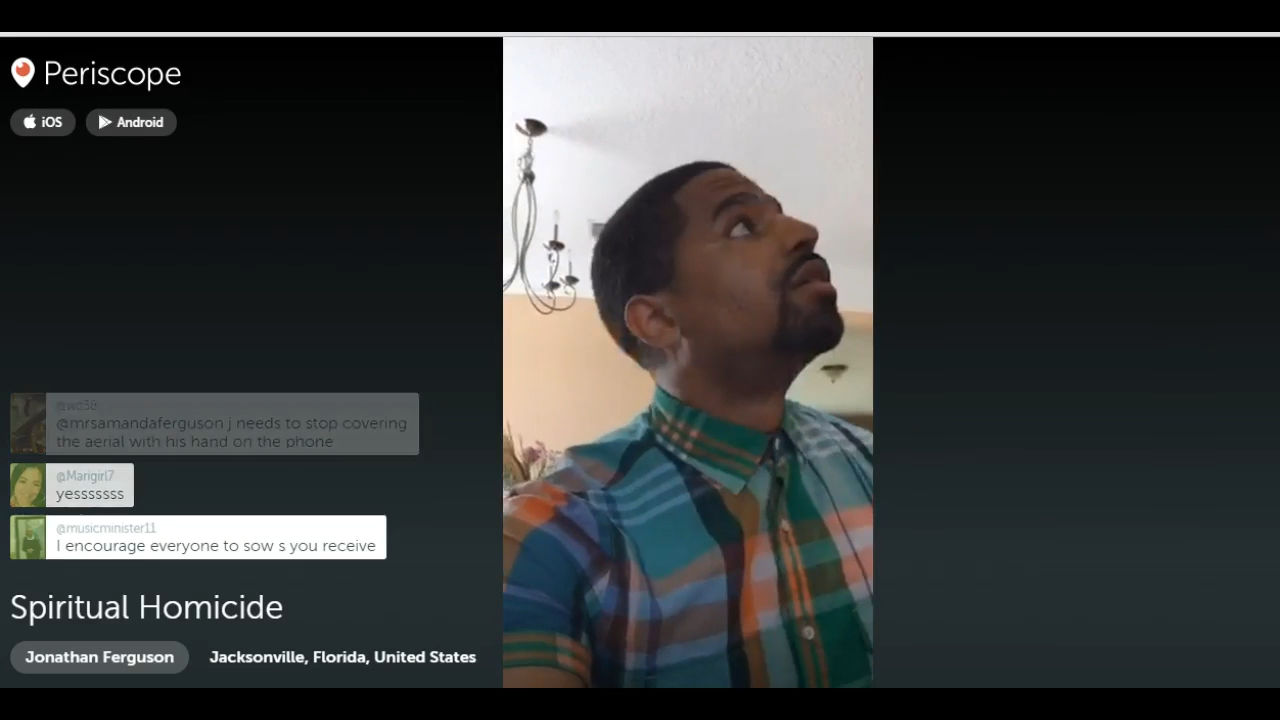 Periscope
iOS
Android
@wd36
@mrsamandaferguson j needs to stop covering
the aerial with his hand on the phone
@Marigirl7
yesssssss
@musicminister11
I encourage everyone to sow s you receive
Spiritual Homicide
Jonathan Ferguson
Jacksonville, Florida, United States